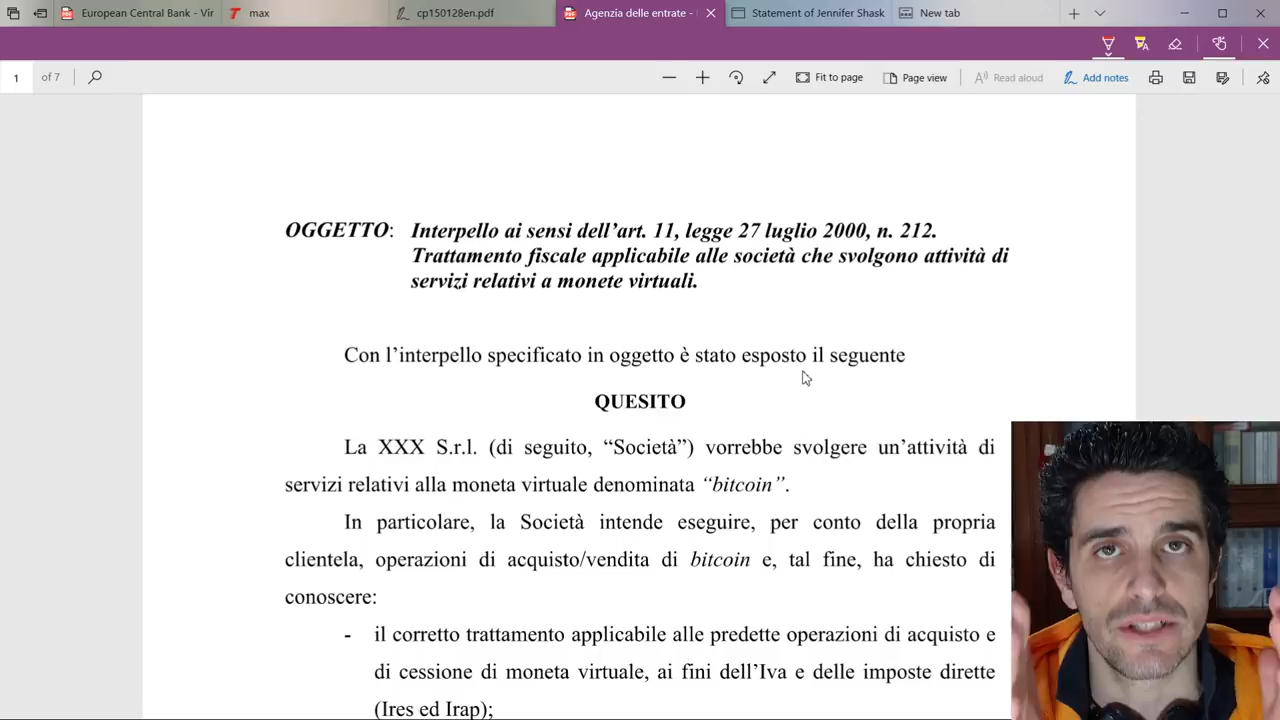 European Central Bank - Vir
max
cp150128en.pdf
Agenzia delle entrate -
Statement of Jennifer Shask
New tab
1 of 7
Fit to page
Page view
Read aloud
Add notes
OGGETTO: Interpello ai sensi dell’art. 11, legge 27 luglio 2000, n. 212.
Trattamento fiscale applicabile alle società che svolgono attività di
servizi relativi a monete virtuali.
Con l’interpello specificato in oggetto è stato esposto il seguente
QUESITO
La XXX S.r.l. (di seguito, “Società”) vorrebbe svolgere un’attività di
servizi relativi alla moneta virtuale denominata “bitcoin”.
In particolare, la Società intende eseguire, per conto della propria
clientela, operazioni di acquisto/vendita di bitcoin e, tal fine, ha chiesto di
conoscere:
- il corretto trattamento applicabile alle predette operazioni di acquisto e
di cessione di moneta virtuale, ai fini dell’Iva e delle imposte dirette
(Ires ed Irap);